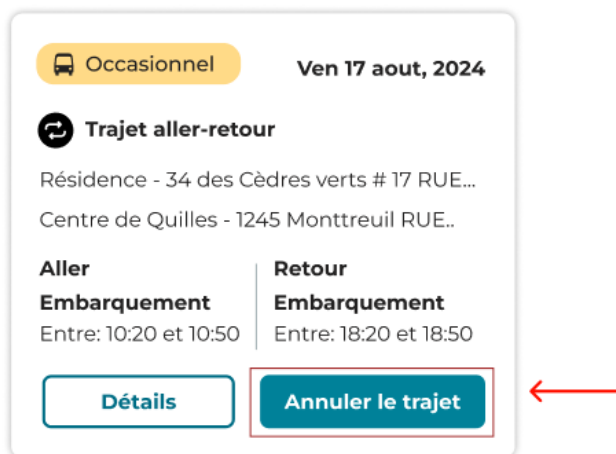 Occasionnel
Ven 17 aout, 2024
Trajet aller-retour
Résidence - 34 des Cèdres verts # 17 RUE...
Centre de Quilles - 1245 Monttreuil RUE..
Aller
Embarquement
Entre: 10:20 et 10:50
Retour
Embarquement
Entre: 18:20 et 18:50
Détails
Annuler le trajet